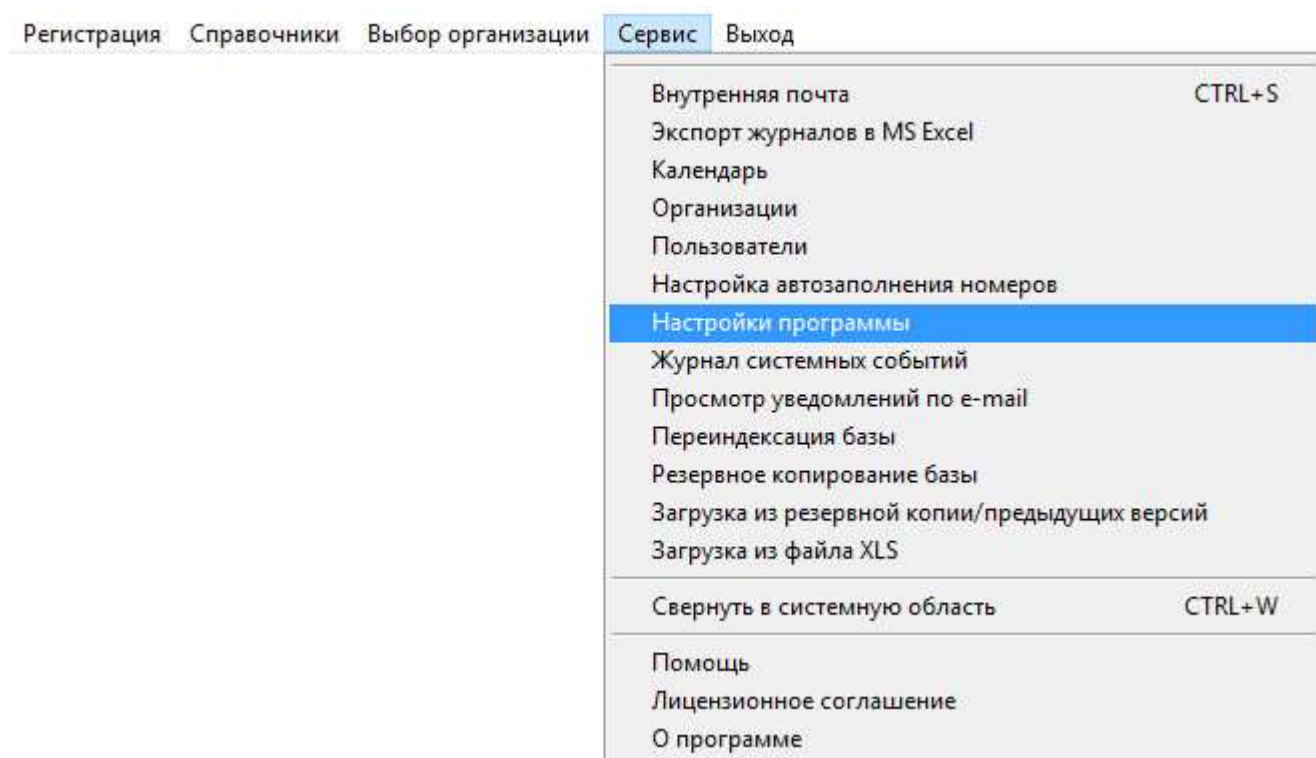 Регистрация Справочники Выбор организации Сервис Выход
Внутренняя почта CTRL+S
Экспорт журналов в MS Excel
Календарь
Организации
Пользователи
Настройка автозаполнения номеров
Настройки программы
Журнал системных событий
Просмотр уведомлений по e-mail
Переиндексация базы
Резервное копирование базы
Загрузка из резервной копии/предыдущих версий
Загрузка из файла XLS
Свернуть в системную область CTRL+W
Помощь
Лицензионное соглашение
О программе